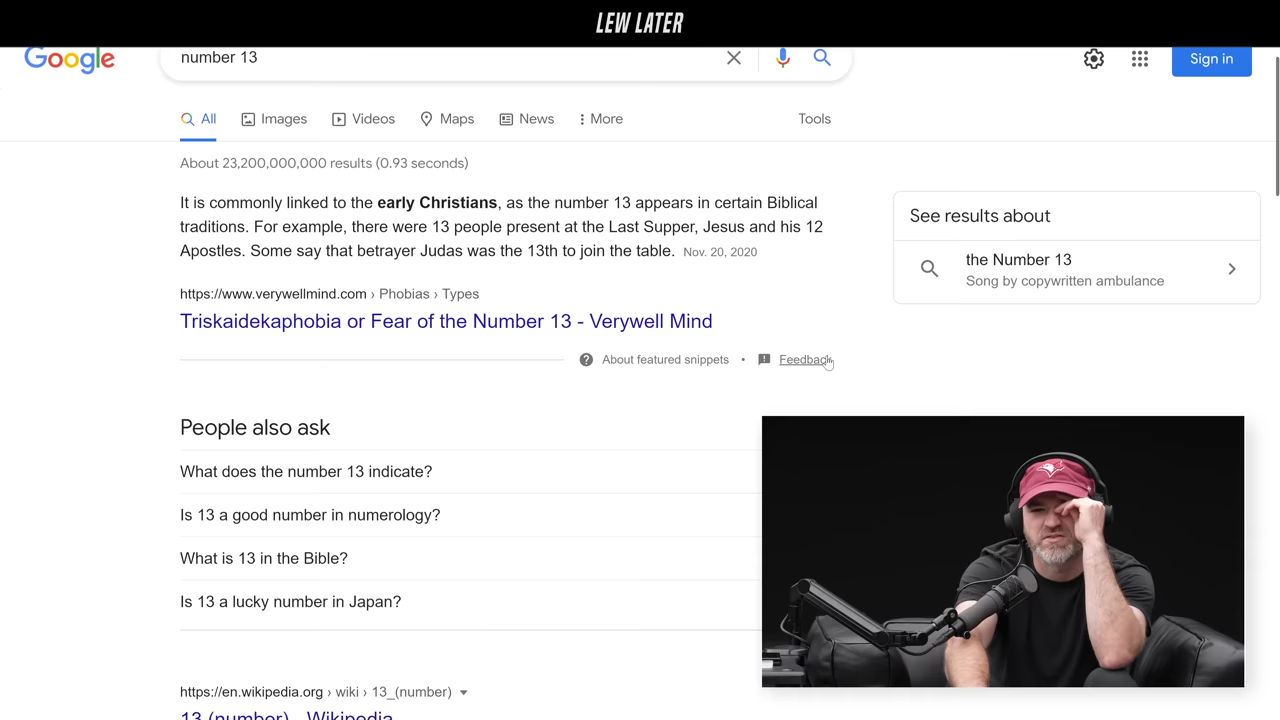 LEW LATER
Google
number 13
Sign in
All
Images
Videos
Maps
News
More
Tools
About 23,200,000,000 results (0.93 seconds)
It is commonly linked to the early Christians, as the number 13 appears in certain Biblical
traditions. For example, there were 13 people present at the Last Supper, Jesus and his 12
Apostles. Some say that betrayer Judas was the 13th to join the table. Nov. 20, 2020
https://www.verywellmind.com › Phobias › Types
Triskaidekaphobia or Fear of the Number 13 - Verywell Mind
About featured snippets • Feedback
See results about
the Number 13
Song by copywritten ambulance
People also ask
What does the number 13 indicate?
Is 13 a good number in numerology?
What is 13 in the Bible?
Is 13 a lucky number in Japan?
https://en.wikipedia.org › wiki › 13_(number)
13 (number) - Wikipedia